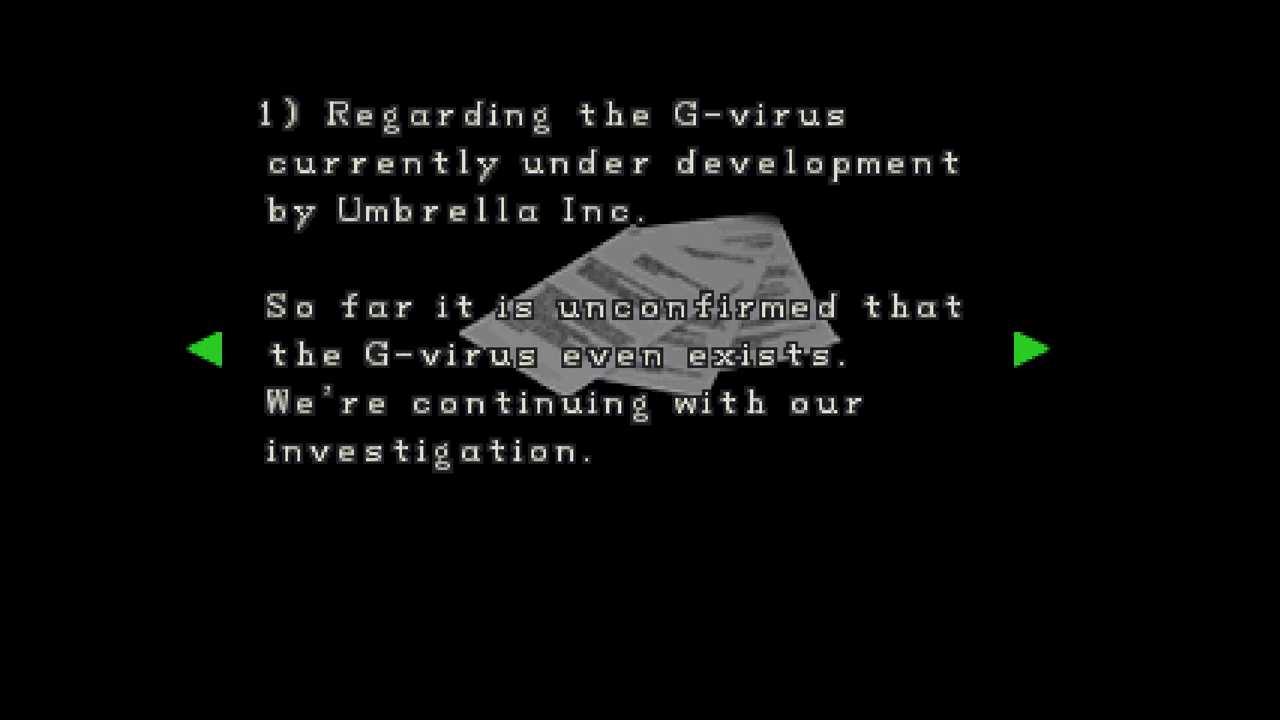 1) Regarding the G-virus
currently under development
by Umbrella Inc.
So far it is unconfirmed that
the G-virus even exists.
We're continuing with our
investigation.